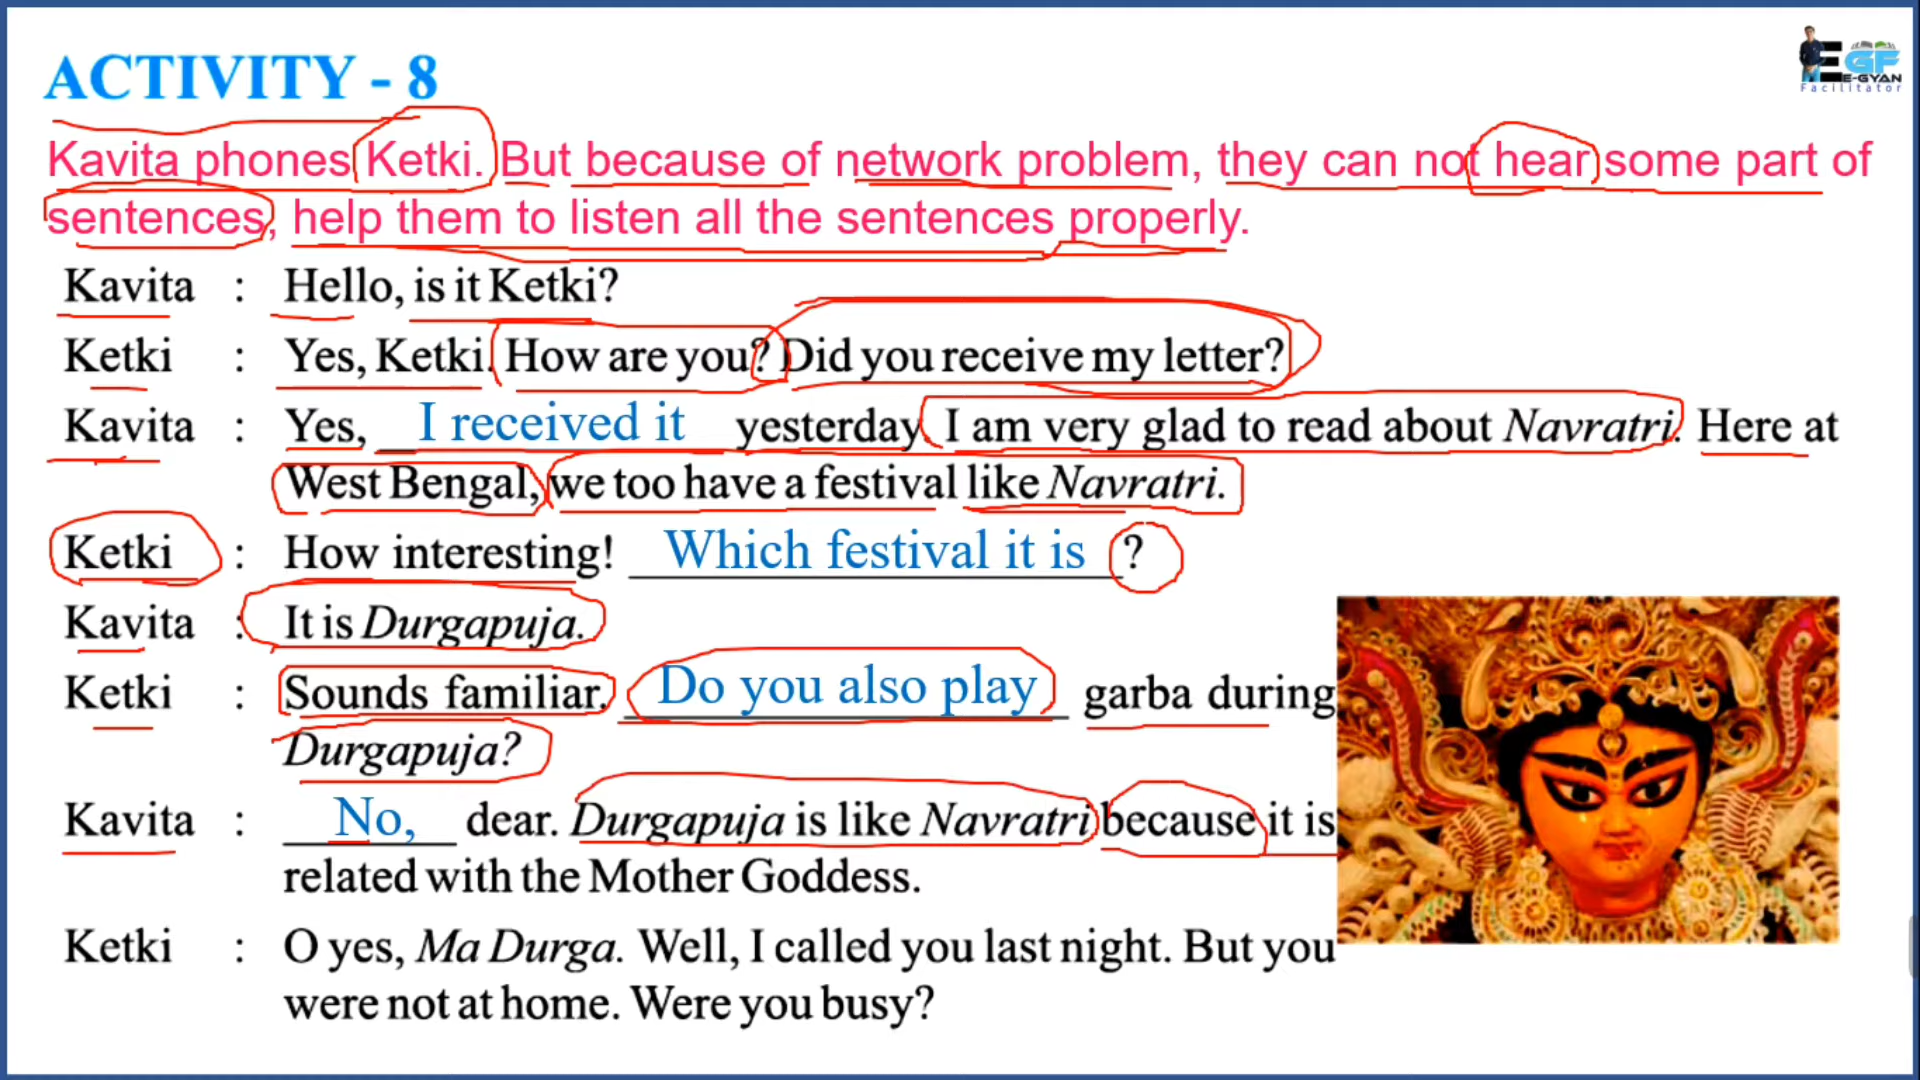 ACTIVITY - 8
E GF
E-GYAN
Facilitator
Kavita phones Ketki. But because of network problem, they can not hear some part of
sentences, help them to listen all the sentences properly.
Kavita : Hello, is it Ketki?
Ketki : Yes, Ketki. How are you? Did you receive my letter?
Kavita : Yes, I received it yesterday. I am very glad to read about Navratri. Here at
West Bengal, we too have a festival like Navratri.
Ketki : How interesting! Which festival it is ?
Kavita : It is Durgapuja.
Ketki : Sounds familiar. Do you also play garba during
Durgapuja?
Kavita : No, dear. Durgapuja is like Navratri because it is
related with the Mother Goddess.
Ketki : O yes, Ma Durga. Well, I called you last night. But you
were not at home. Were you busy?